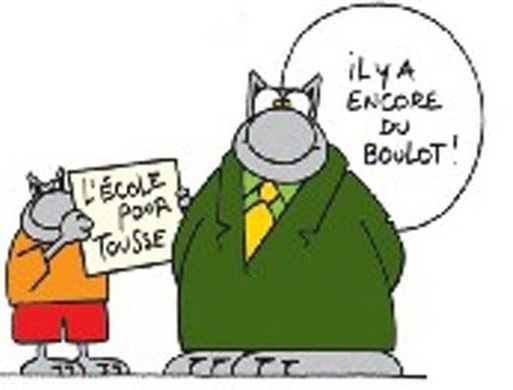 L'ÉCOLE
POUR
TOUSSE
iL Y A
ENCORE
DU
BOULOT !